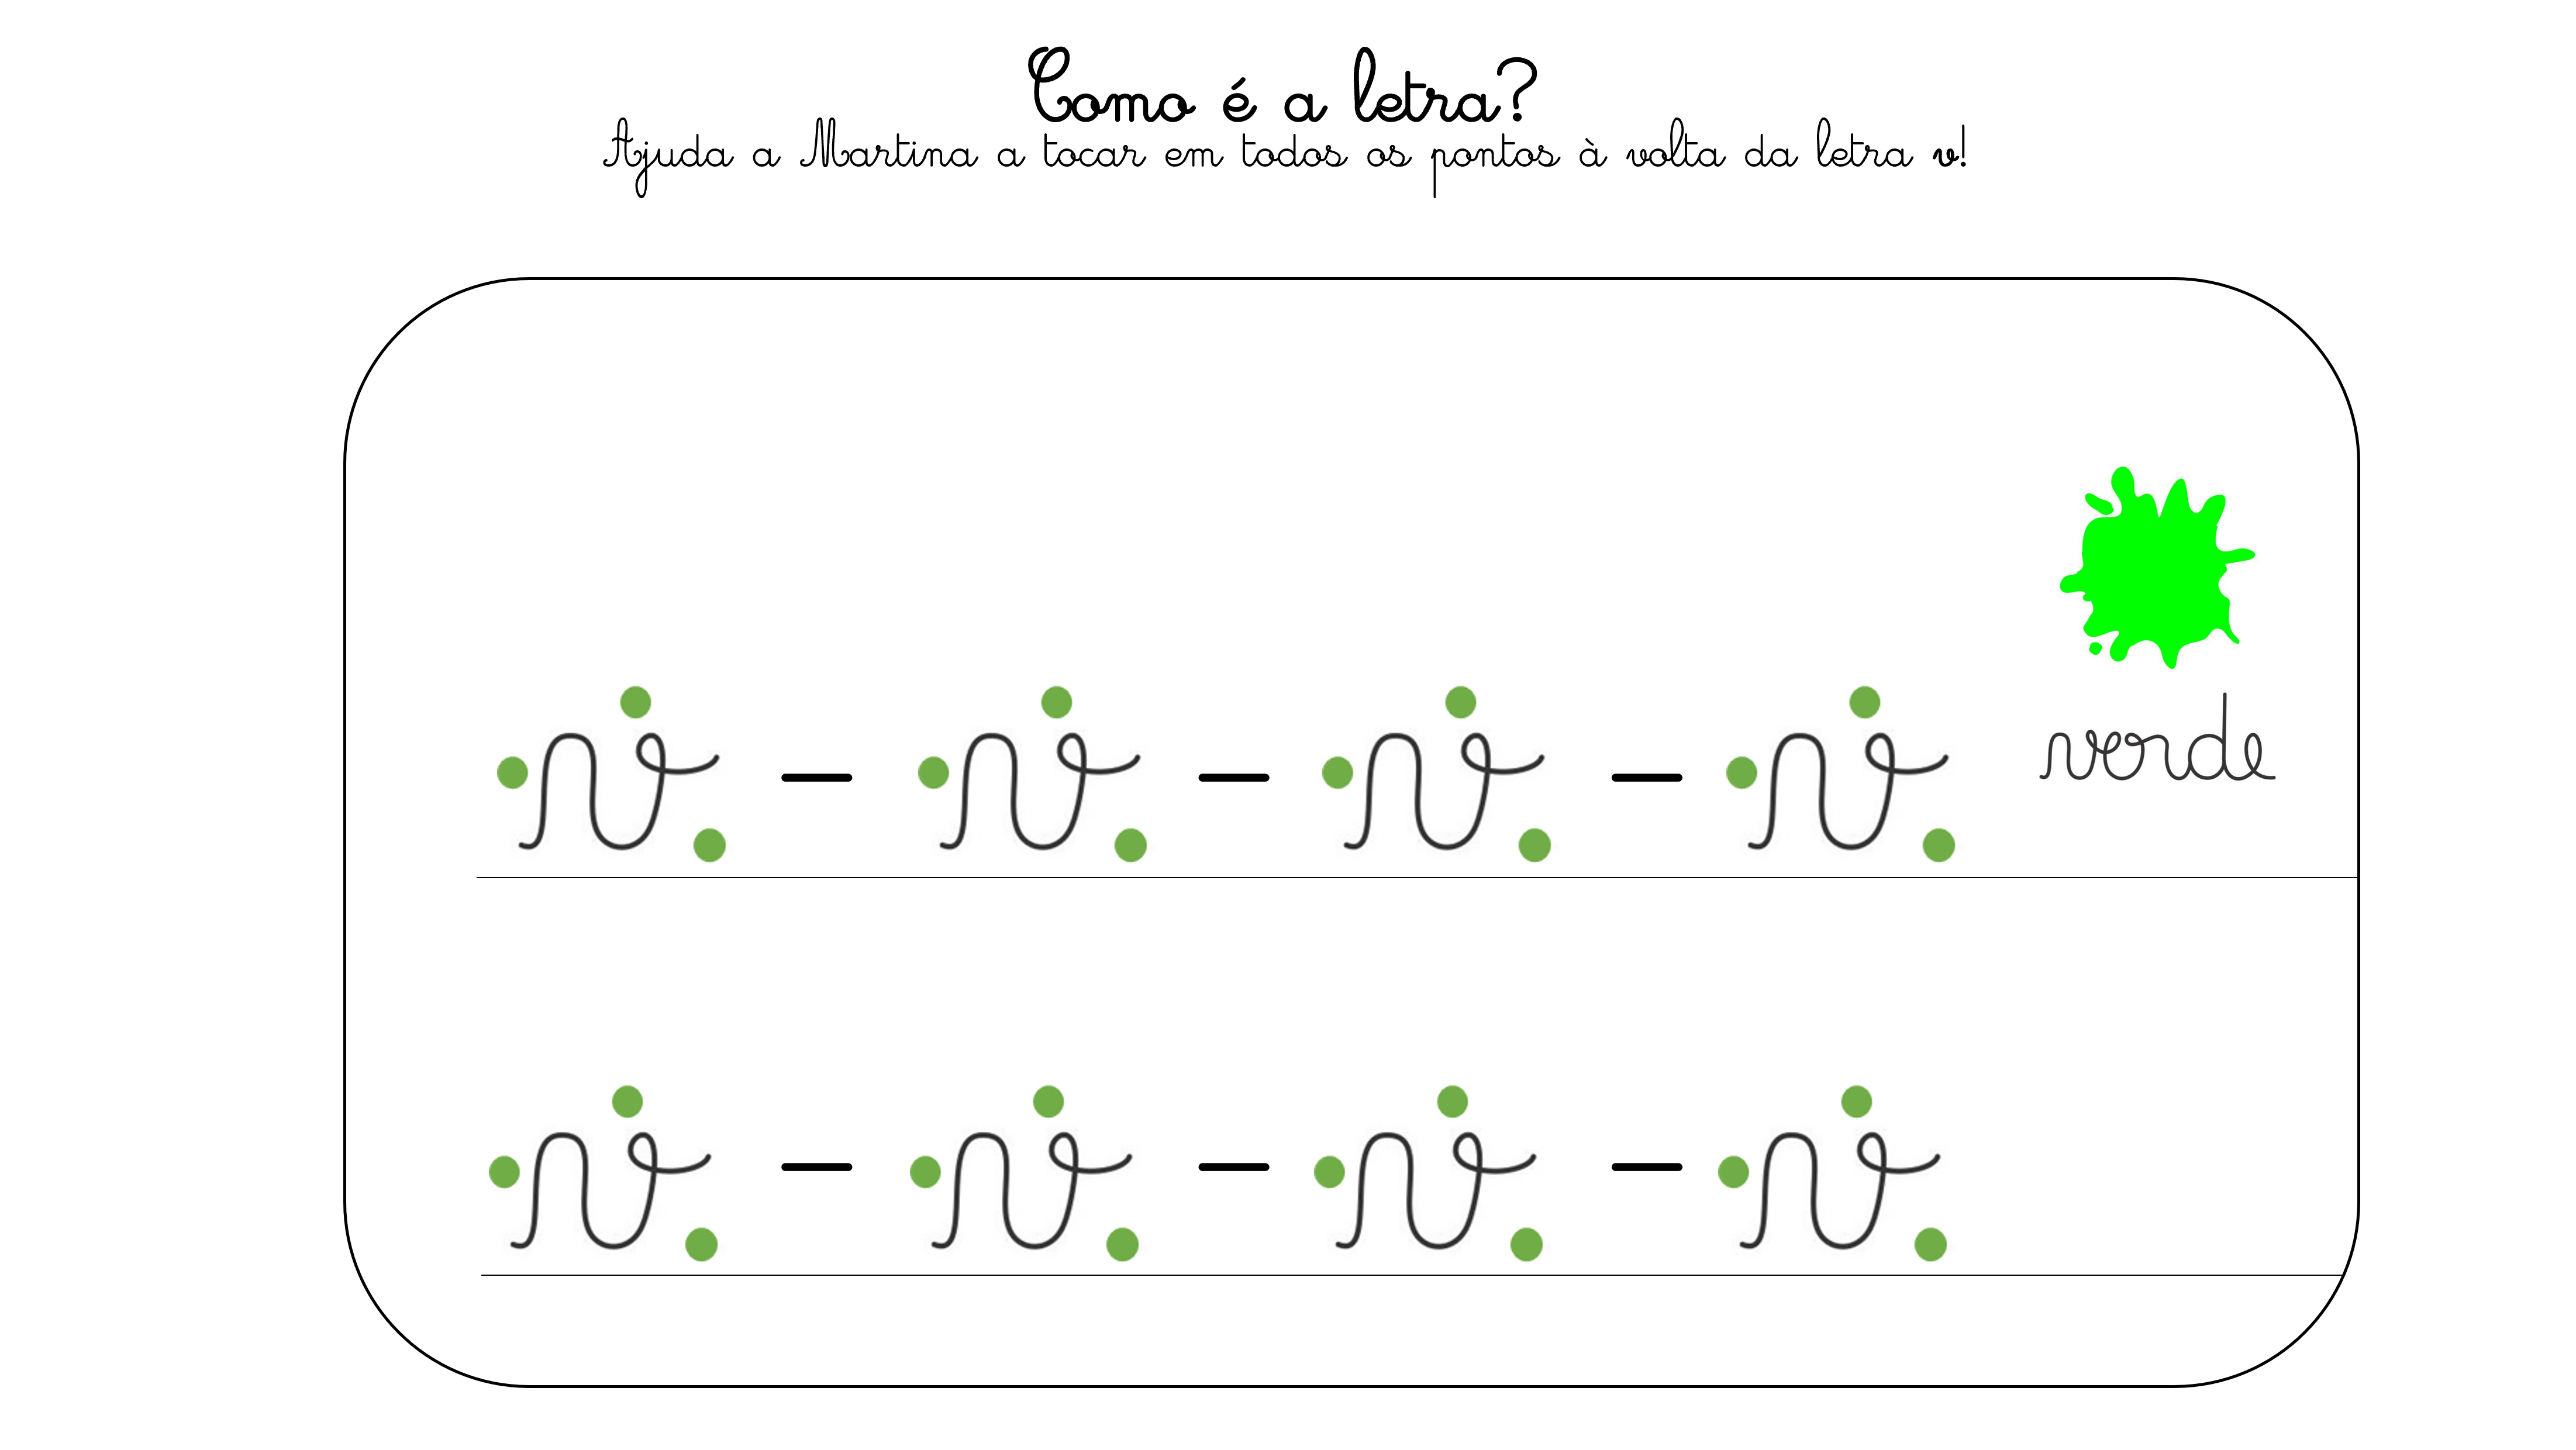 Como é a letra?
Ajuda a Martina a tocar em todos os pontos à volta da letra v!
verde
v – v – v – v
v – v – v – v